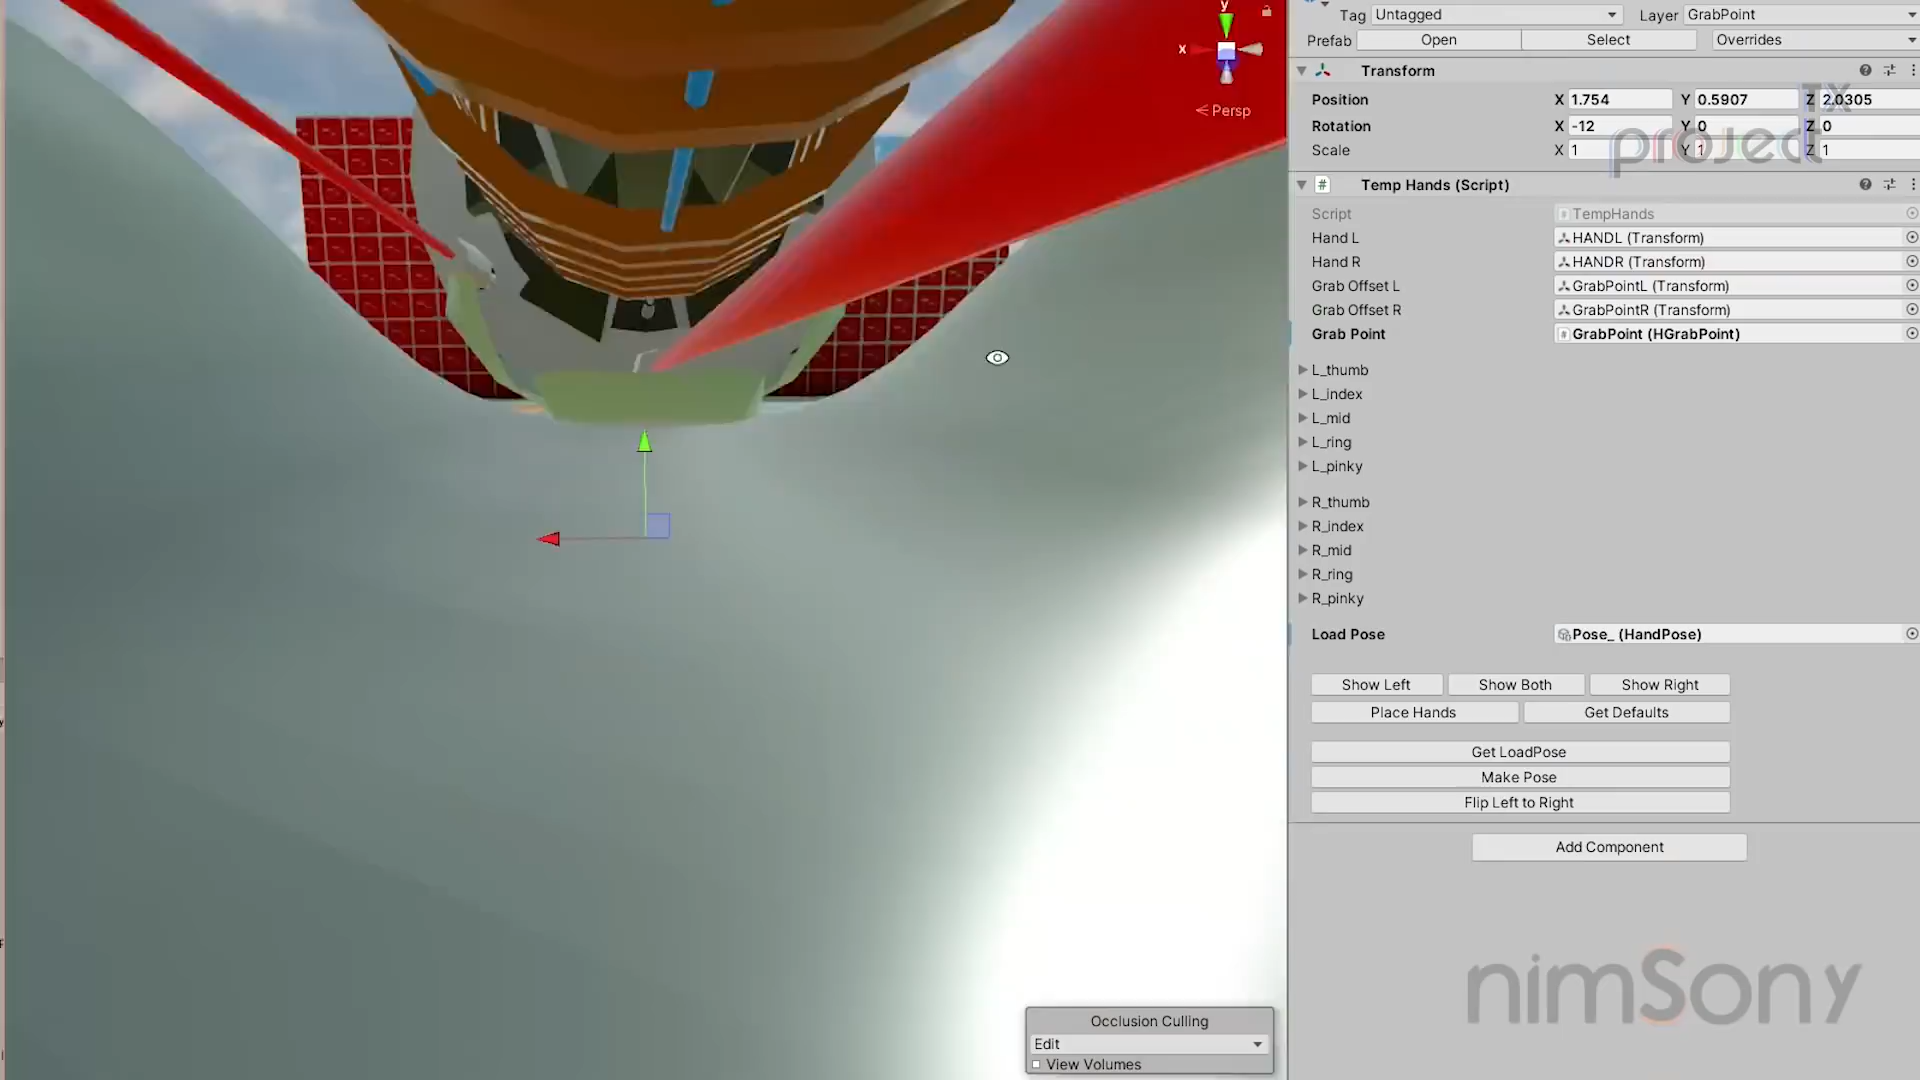 Tag Untagged Layer GrabPoint
Prefab Open Select Overrides
Transform
Position X 1.754 Y 0.5907 Z 2.0305
Rotation X -12 Y 0 Z 0
Scale X 1 Y 1 Z 1
project TX
Temp Hands (Script)
Script TempHands
Hand L HANDL (Transform)
Hand R HANDR (Transform)
Grab Offset L GrabPointL (Transform)
Grab Offset R GrabPointR (Transform)
Grab Point GrabPoint (HGrabPoint)
L_thumb
L_index
L_mid
L_ring
L_pinky
R_thumb
R_index
R_mid
R_ring
R_pinky
Load Pose Pose_ (HandPose)
Show Left Show Both Show Right
Place Hands Get Defaults
Get LoadPose
Make Pose
Flip Left to Right
Add Component
nimSony
y
x
Persp
Occlusion Culling
Edit
View Volumes